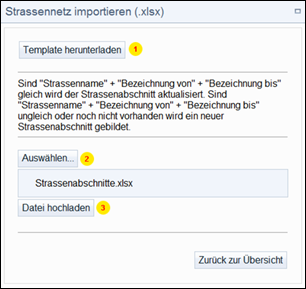 Strassennetz importieren (.xlsx)
Template herunterladen 1
Sind "Strassenname" + "Bezeichnung von" + "Bezeichnung bis"
gleich wird der Strassenabschnitt aktualisiert. Sind
"Strassenname" + "Bezeichnung von" + "Bezeichnung bis"
ungleich oder noch nicht vorhanden wird ein neuer
Strassenabschnitt gebildet.
Auswählen... 2
Strassenabschnitte.xlsx
Datei hochladen 3
Zurück zur Übersicht